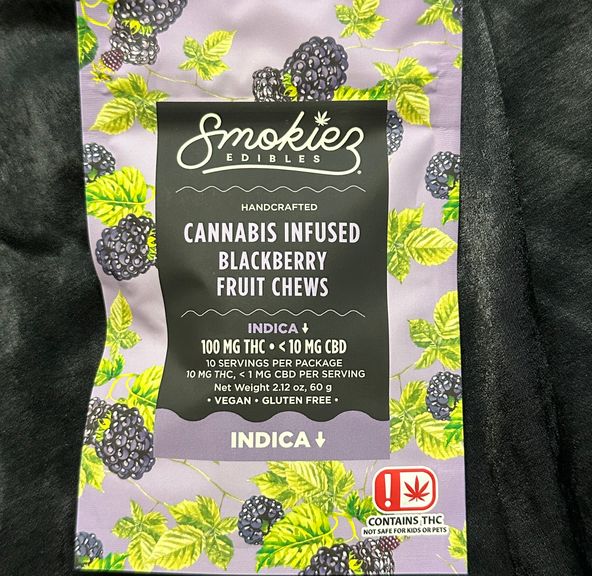 Smokiez
EDIBLES
HANDCRAFTED
CANNABIS INFUSED
BLACKBERRY
FRUIT CHEWS
INDICA ↓
100 MG THC • < 10 MG CBD
10 SERVINGS PER PACKAGE
10 MG THC, < 1 MG CBD PER SERVING
Net Weight 2.12 oz, 60 g
• VEGAN • GLUTEN FREE •
INDICA ↓
!
CONTAINS THC
NOT SAFE FOR KIDS OR PETS